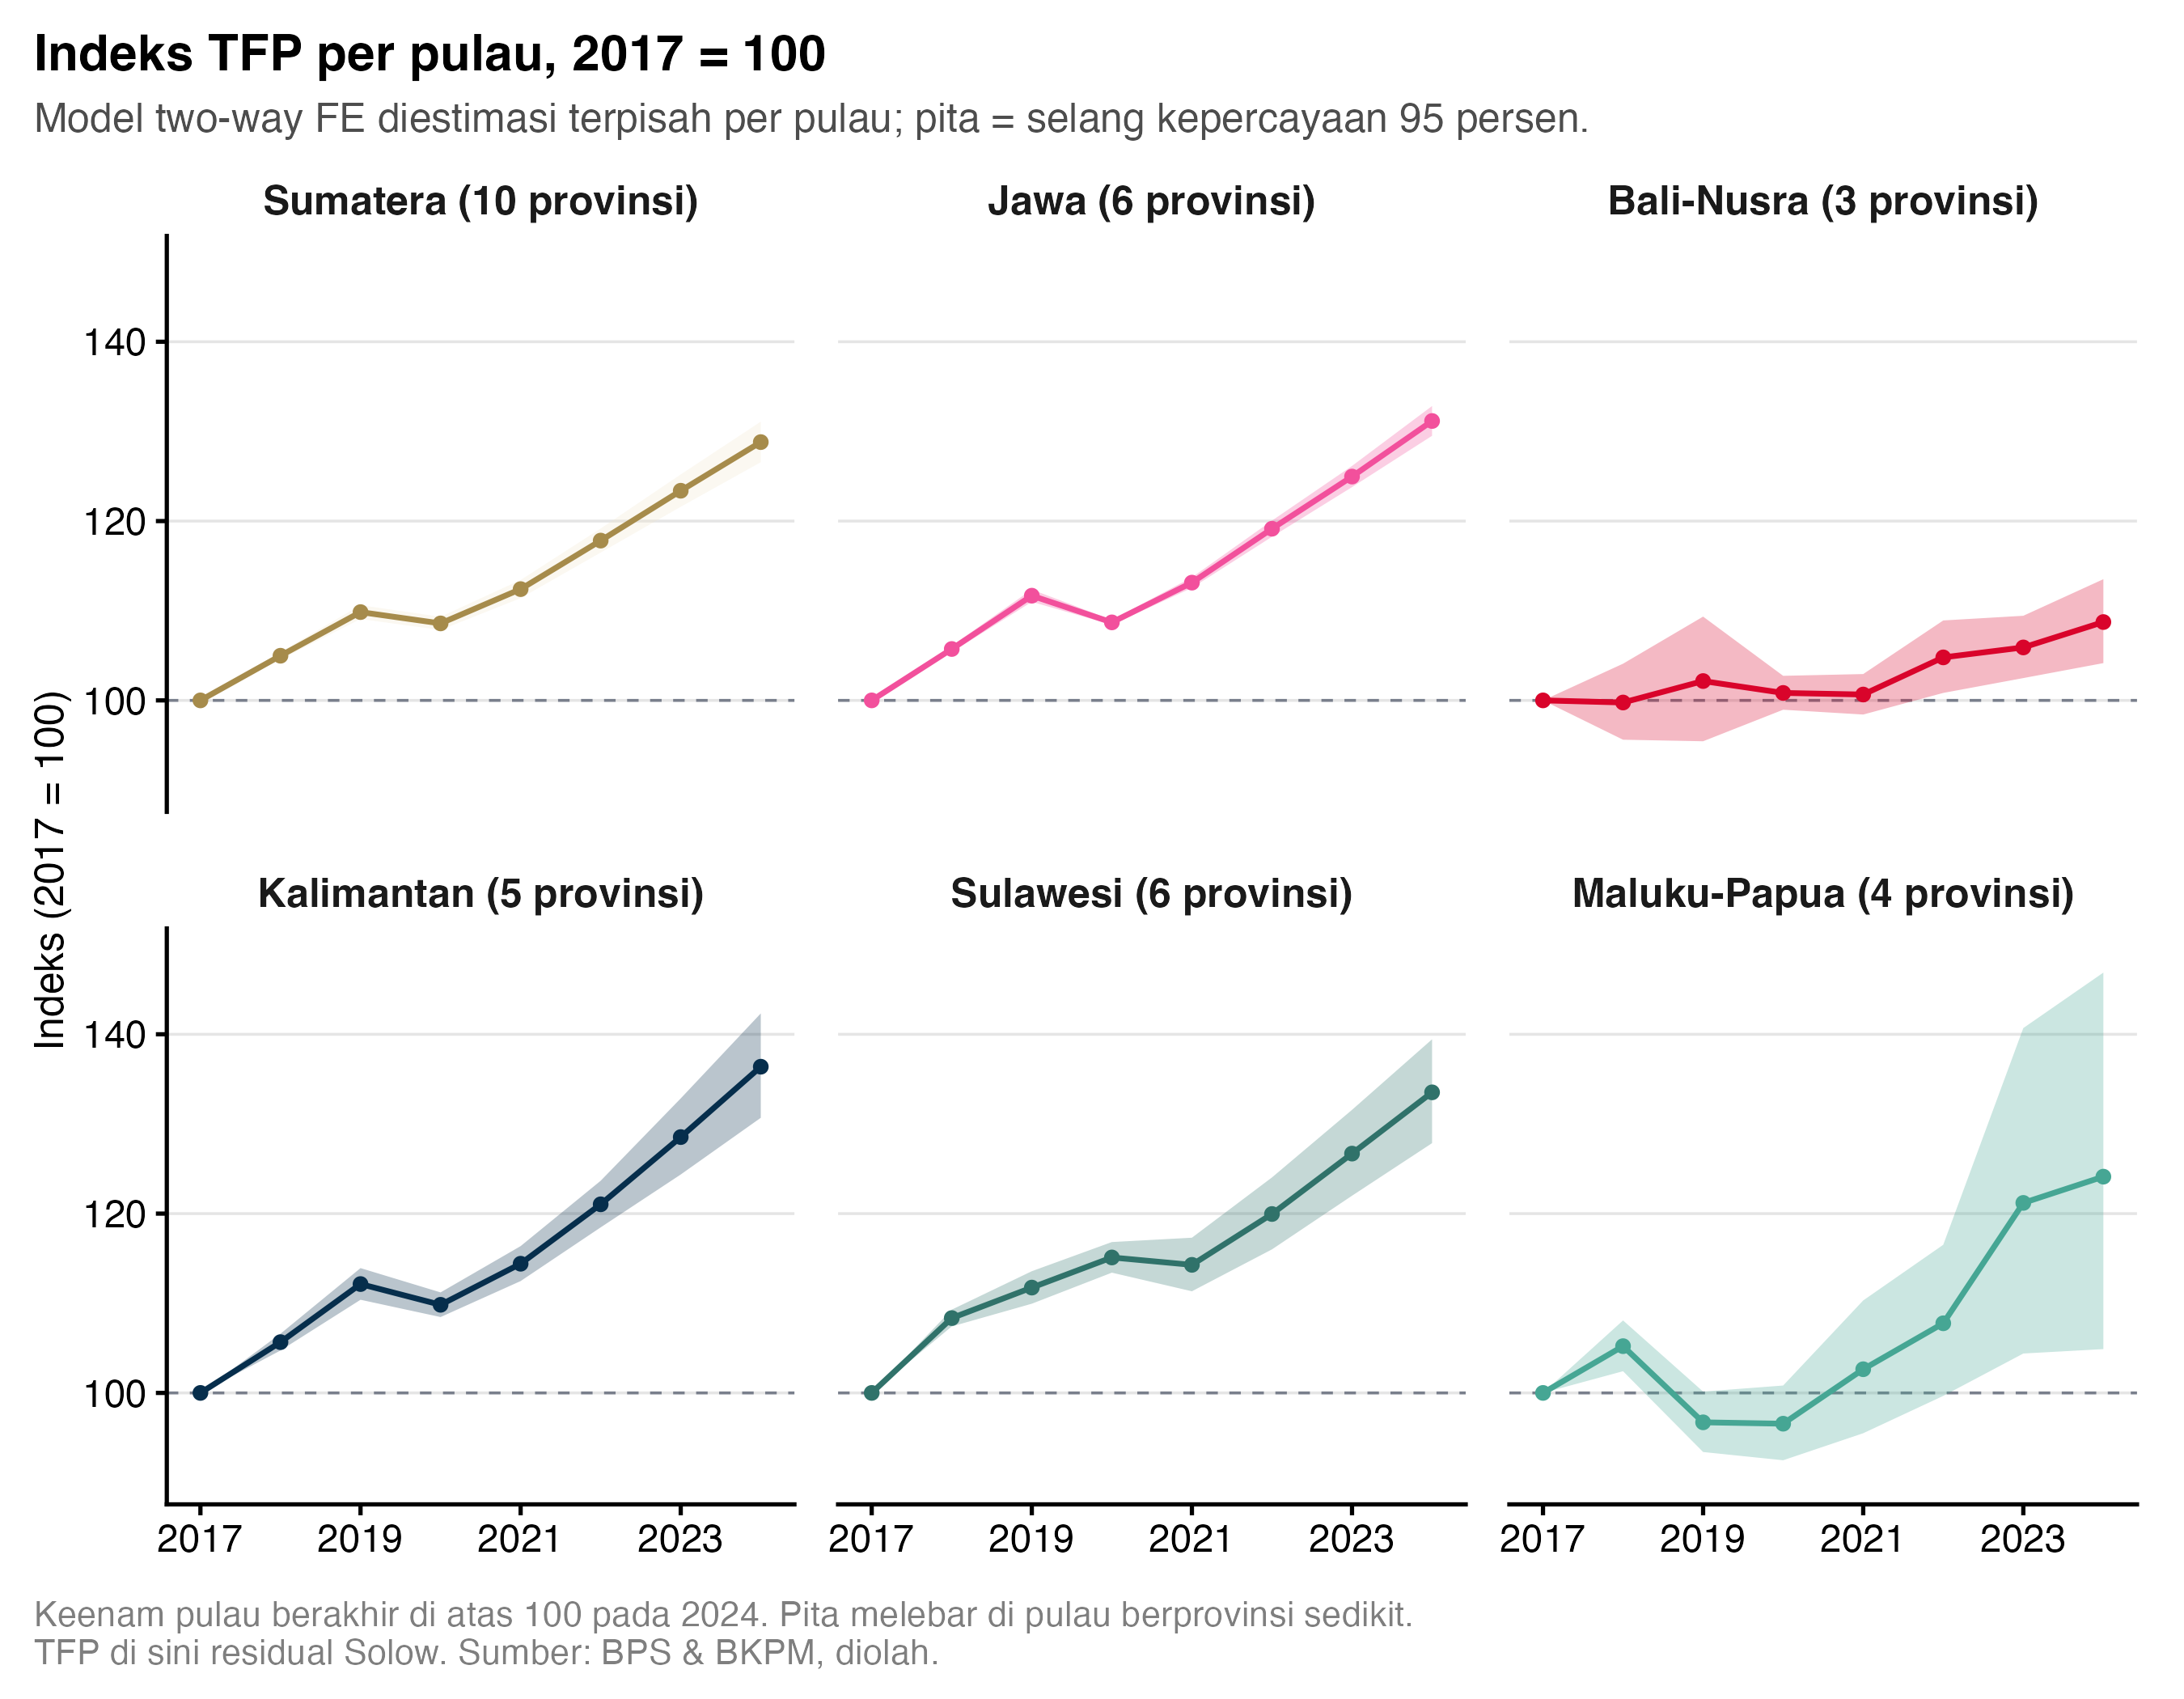 Indeks TFP per pulau, 2017 = 100
Model two-way FE diestimasi terpisah per pulau; pita = selang kepercayaan 95 persen.
Sumatera (10 provinsi)
Jawa (6 provinsi)
Bali-Nusra (3 provinsi)
140
120
100
Indeks (2017 = 100)
Kalimantan (5 provinsi)
Sulawesi (6 provinsi)
Maluku-Papua (4 provinsi)
140
120
100
2017 2019 2021 2023
2017 2019 2021 2023
2017 2019 2021 2023
Keenam pulau berakhir di atas 100 pada 2024. Pita melebar di pulau berprovinsi sedikit.
TFP di sini residual Solow. Sumber: BPS & BKPM, diolah.